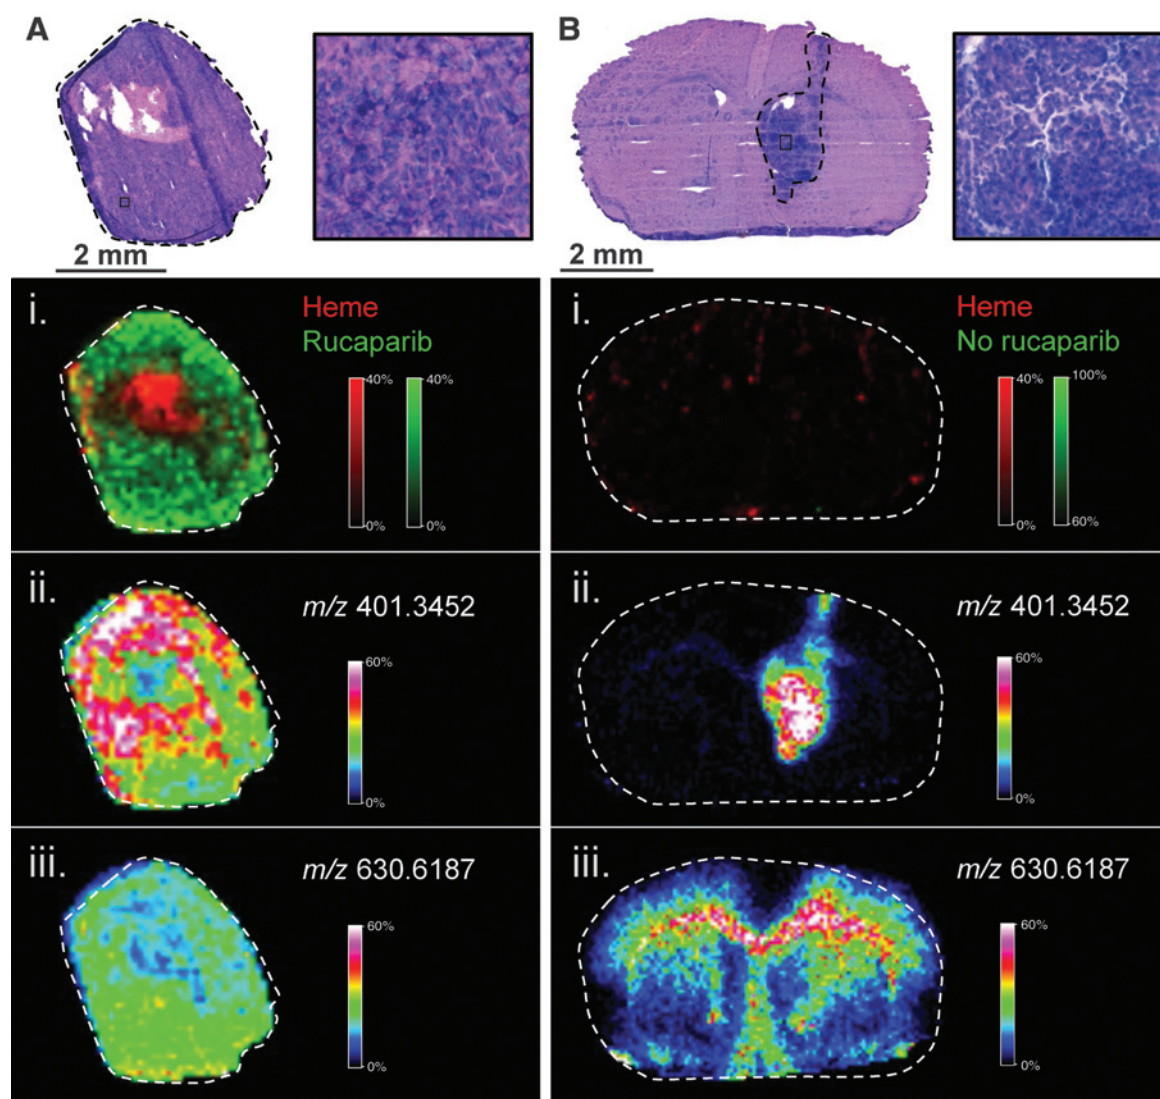 A
B
2 mm
2 mm
i.
Heme
Rucaparib
40%
40%
0%
0%
i.
Heme
No rucaparib
40%
100%
0%
60%
ii.
m/z 401.3452
60%
0%
ii.
m/z 401.3452
60%
0%
iii.
m/z 630.6187
60%
0%
iii.
m/z 630.6187
60%
0%